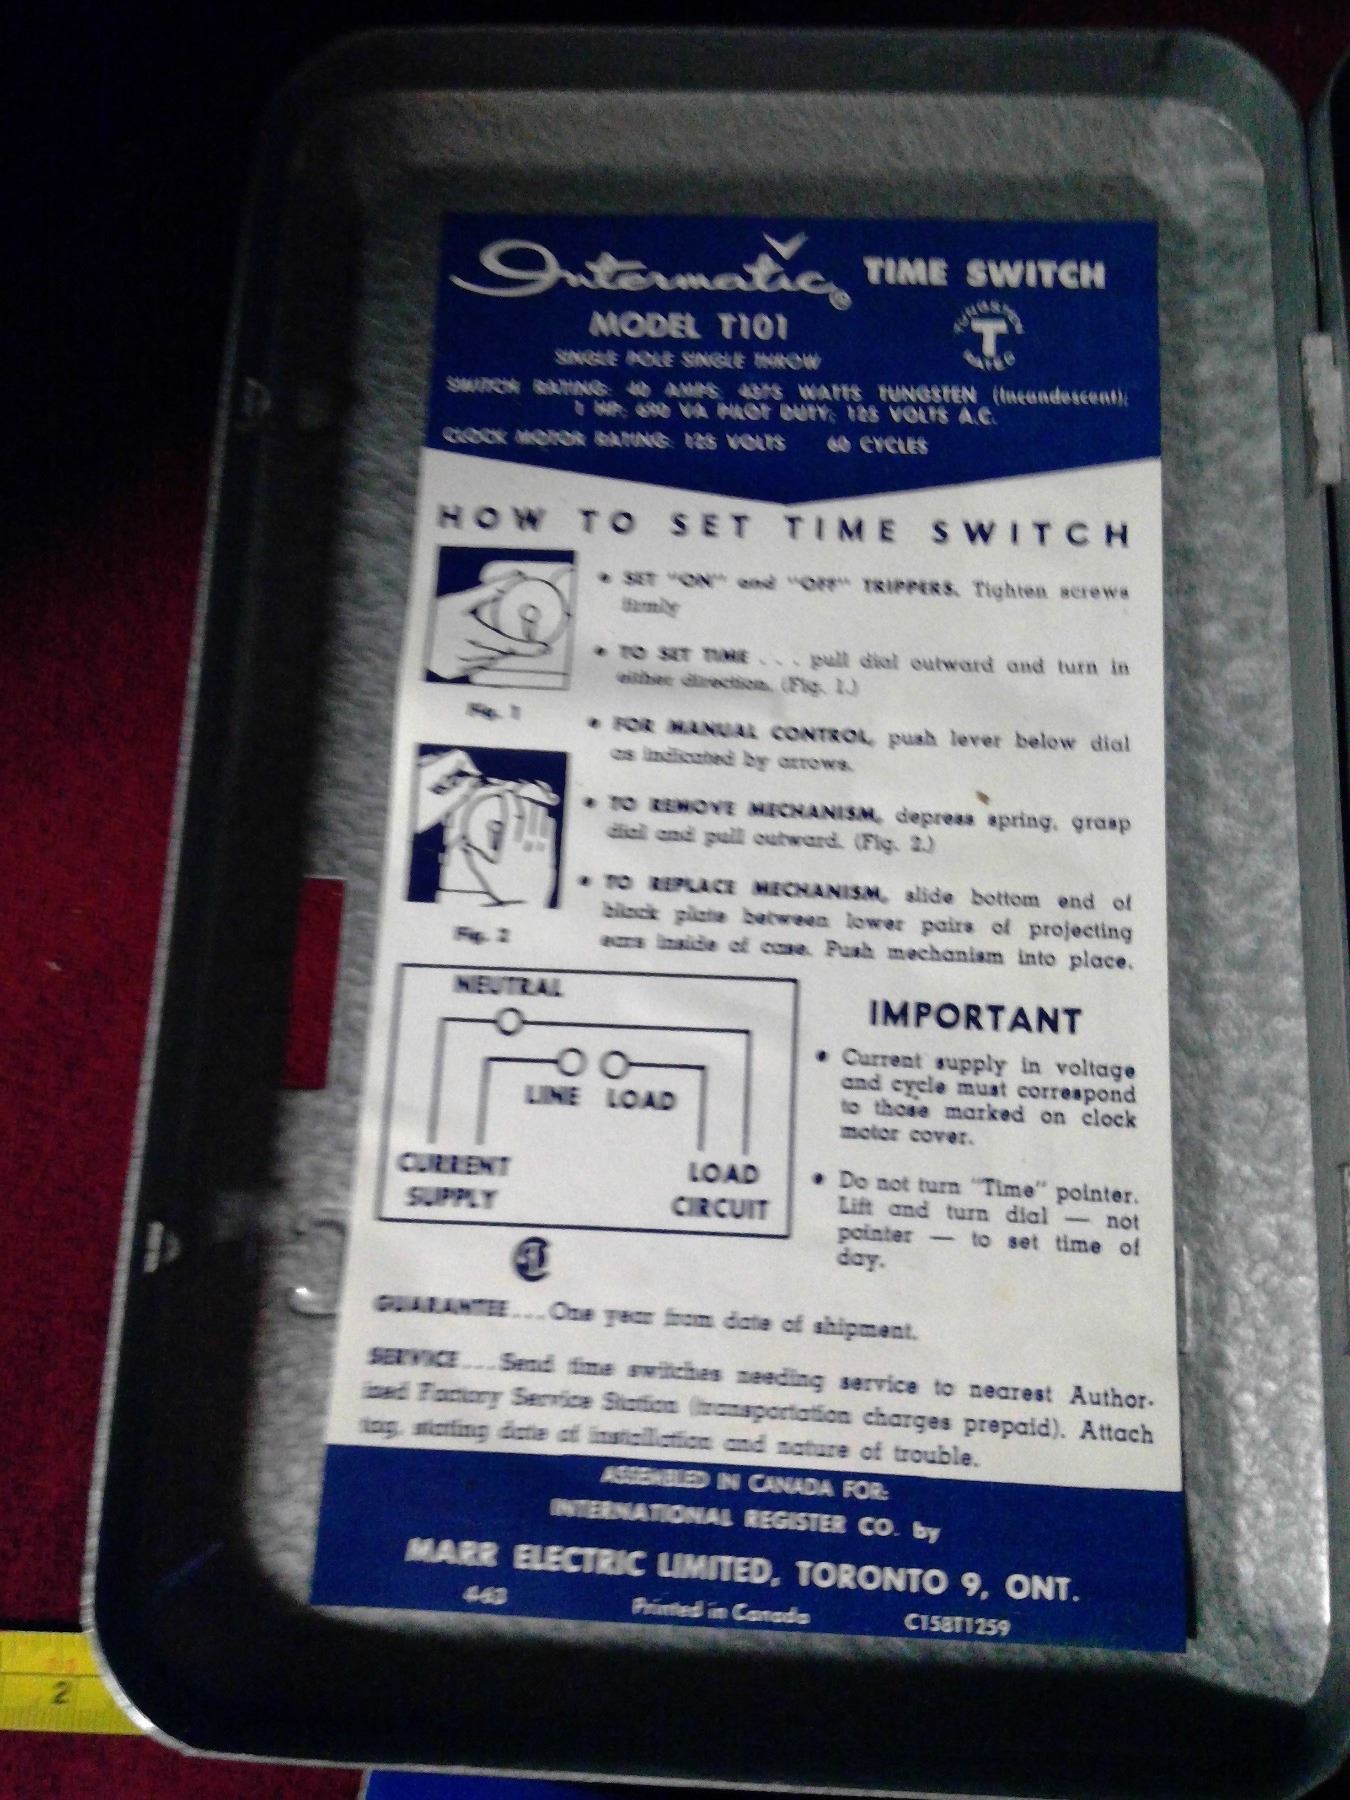 Intermatic® TIME SWITCH
MODEL T101
TUNGSTEN T RATED
SINGLE POLE SINGLE THROW
SWITCH RATING: 40 AMPS; 4375 WATTS TUNGSTEN (Incandescent);
1 HP; 690 VA PILOT DUTY; 125 VOLTS A.C.
CLOCK MOTOR RATING: 125 VOLTS 60 CYCLES
HOW TO SET TIME SWITCH
• SET "ON" and "OFF" TRIPPERS. Tighten screws
firmly
• TO SET TIME . . . pull dial outward and turn in
either direction. (Fig. 1.)
Fig. 1
• FOR MANUAL CONTROL, push lever below dial
as indicated by arrows.
• TO REMOVE MECHANISM, depress spring, grasp
dial and pull outward. (Fig. 2.)
• TO REPLACE MECHANISM, slide bottom end of
black plate between lower pairs of projecting
ears inside of case. Push mechanism into place.
Fig. 2
NEUTRAL
LINE LOAD
CURRENT
SUPPLY
LOAD
CIRCUIT
IMPORTANT
• Current supply in voltage
and cycle must correspond
to those marked on clock
motor cover.
• Do not turn "Time" pointer.
Lift and turn dial — not
pointer — to set time of
day.
GUARANTEE...One year from date of shipment.
SERVICE...Send time switches needing service to nearest Author-
ized Factory Service Station (transportation charges prepaid). Attach
tag, stating date of installation and nature of trouble.
ASSEMBLED IN CANADA FOR:
INTERNATIONAL REGISTER CO. by
MARR ELECTRIC LIMITED, TORONTO 9, ONT.
4-63 Printed in Canada C158T1259
2